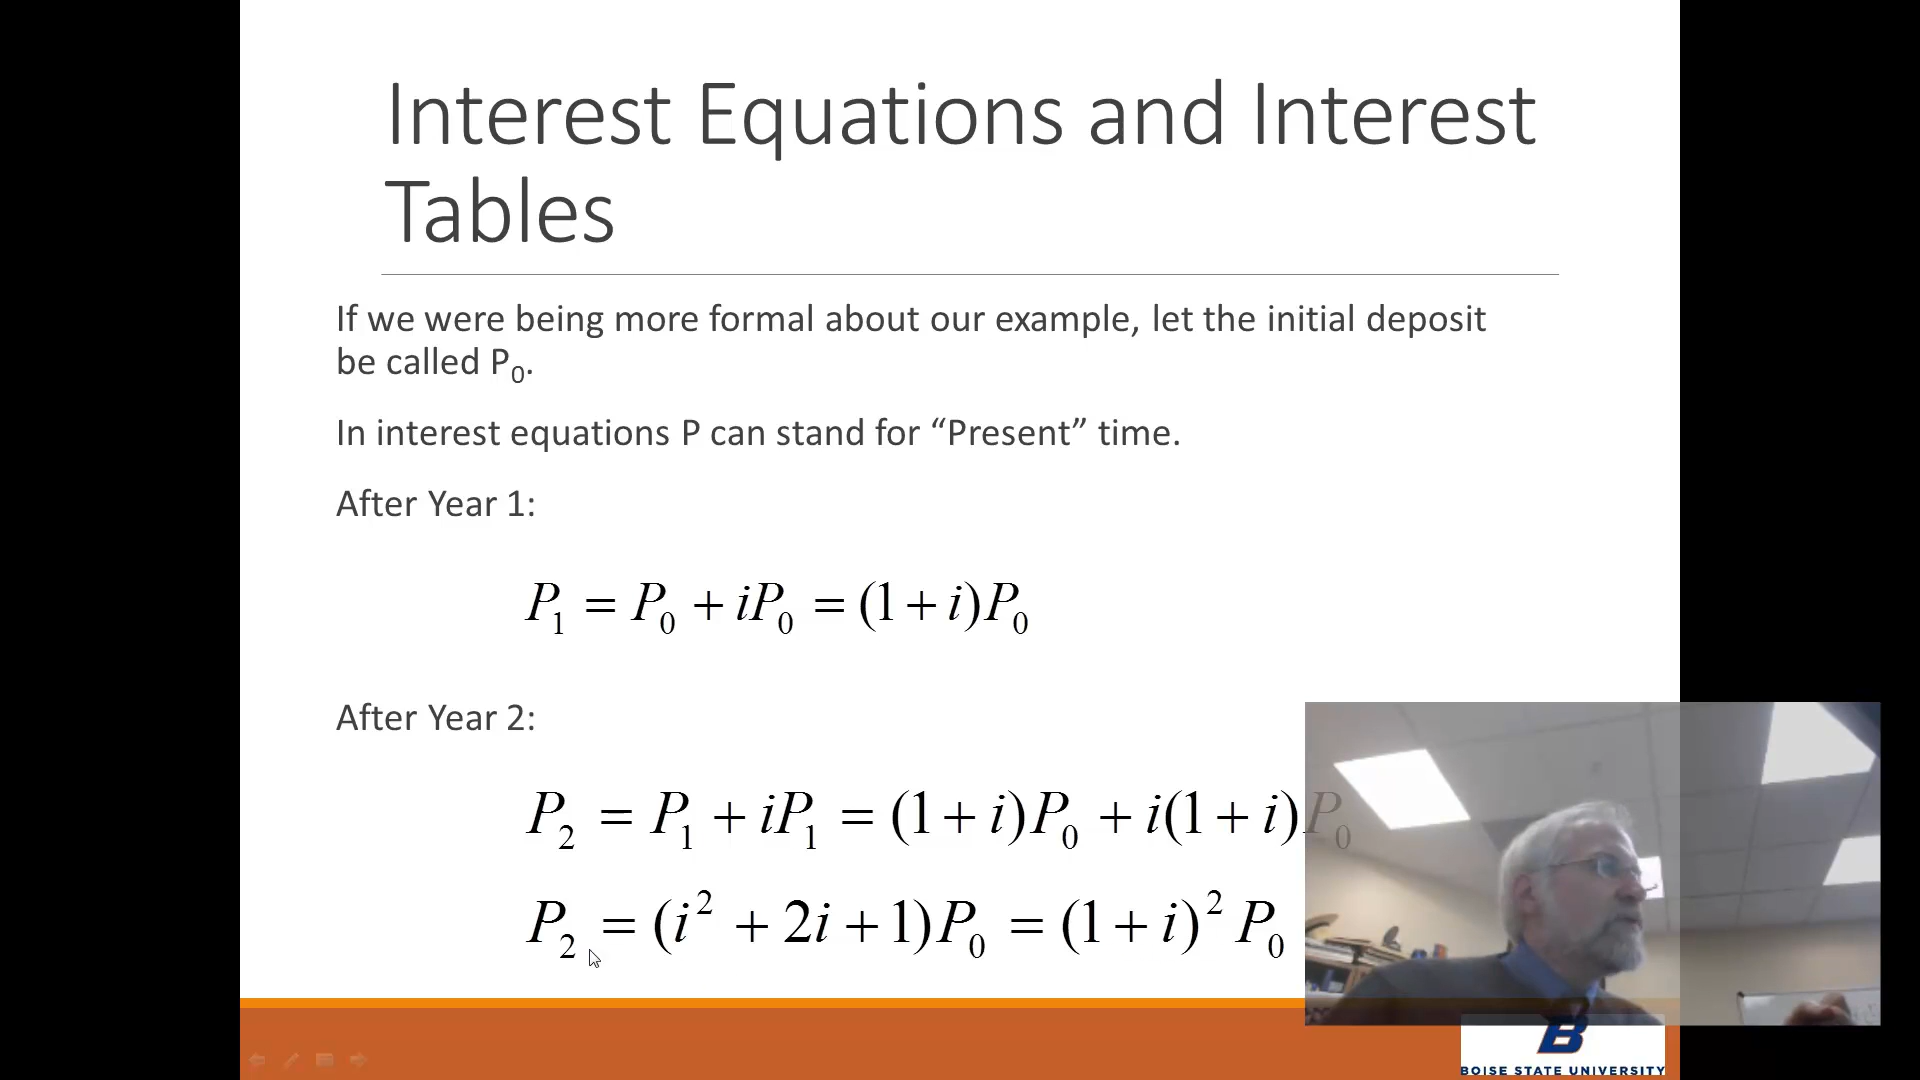 Interest Equations and Interest
Tables
If we were being more formal about our example, let the initial deposit
be called P₀.
In interest equations P can stand for “Present” time.
After Year 1:
P₁ = P₀ + iP₀ = (1 + i)P₀
After Year 2:
P₂ = P₁ + iP₁ = (1 + i)P₀ + i(1 + i)P₀
P₂ = (i² + 2i + 1)P₀ = (1 + i)² P₀
B
BOISE STATE UNIVERSITY